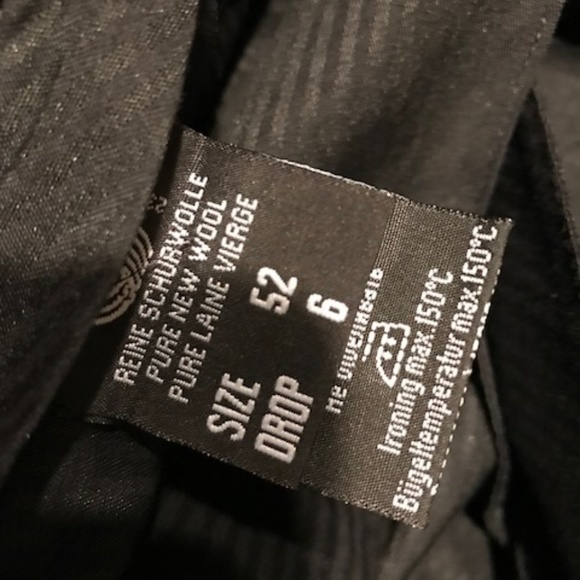 REINE SCHURWOLLE
PURE NEW WOOL
PURE LAINE VIERGE
SIZE 52
DROP 6
Ironing max.150°C
Bügeltemperatur max.150°C